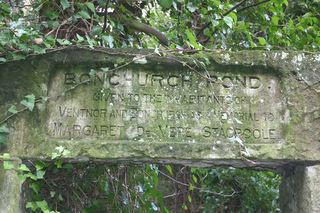 BONCHURCH POND
GIVEN TO THE INHABITANTS OF
VENTNOR AND BONCHURCH AS A MEMORIAL TO
MARGARET DE VERE STACPOOLE